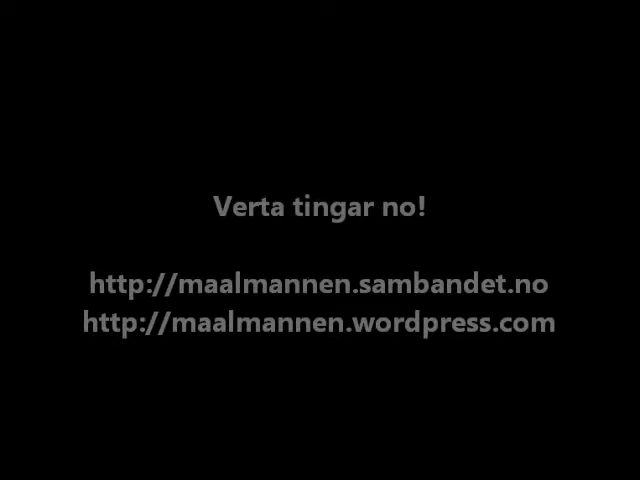 Verta tingar no!
http://maalmannen.sambandet.no
http://maalmannen.wordpress.com